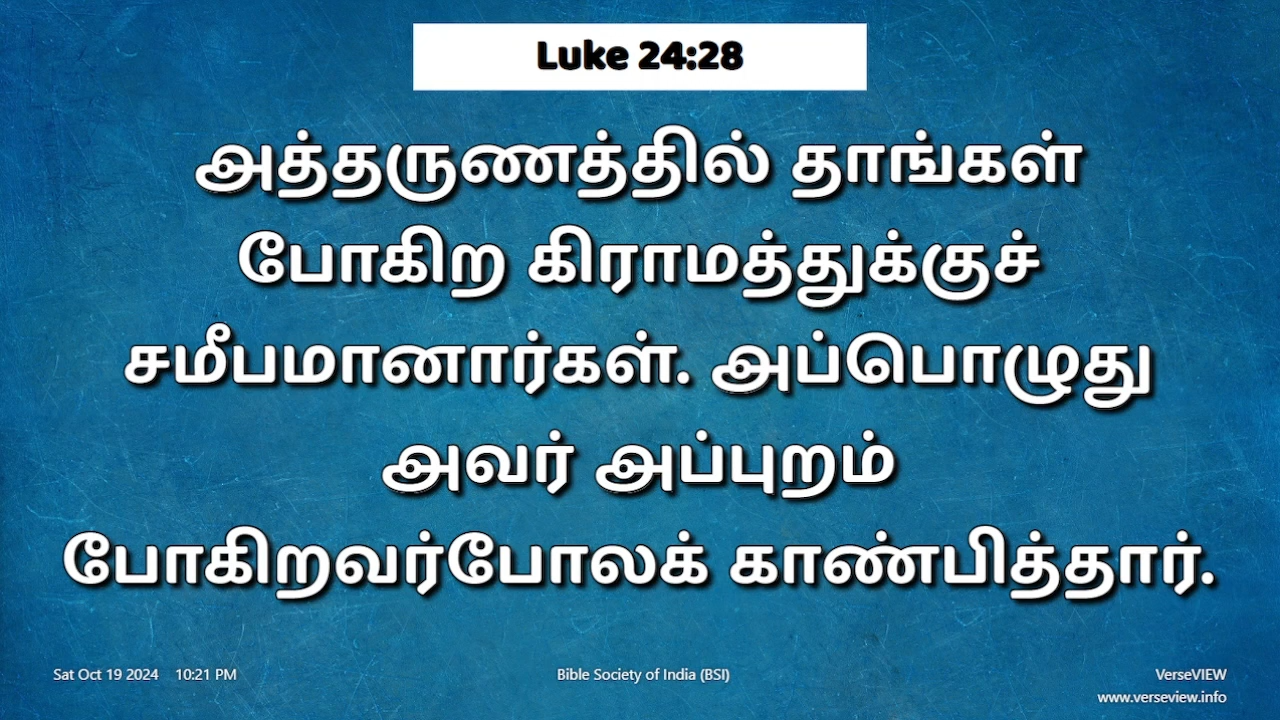 Luke 24:28
அத்தருணத்தில் தாங்கள்
போகிற கிராமத்துக்குச்
சமீபமானார்கள். அப்பொழுது
அவர் அப்புறம்
போகிறவர்போலக் காண்பித்தார்.
Sat Oct 19 2024 10:21 PM
Bible Society of India (BSI)
VerseVIEW
www.verseview.info